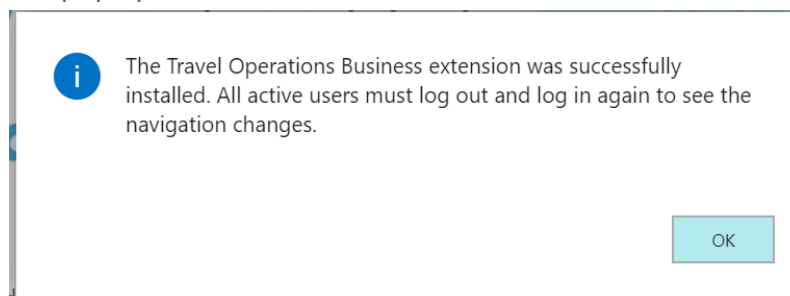 i
The Travel Operations Business extension was successfully
installed. All active users must log out and log in again to see the
navigation changes.
OK